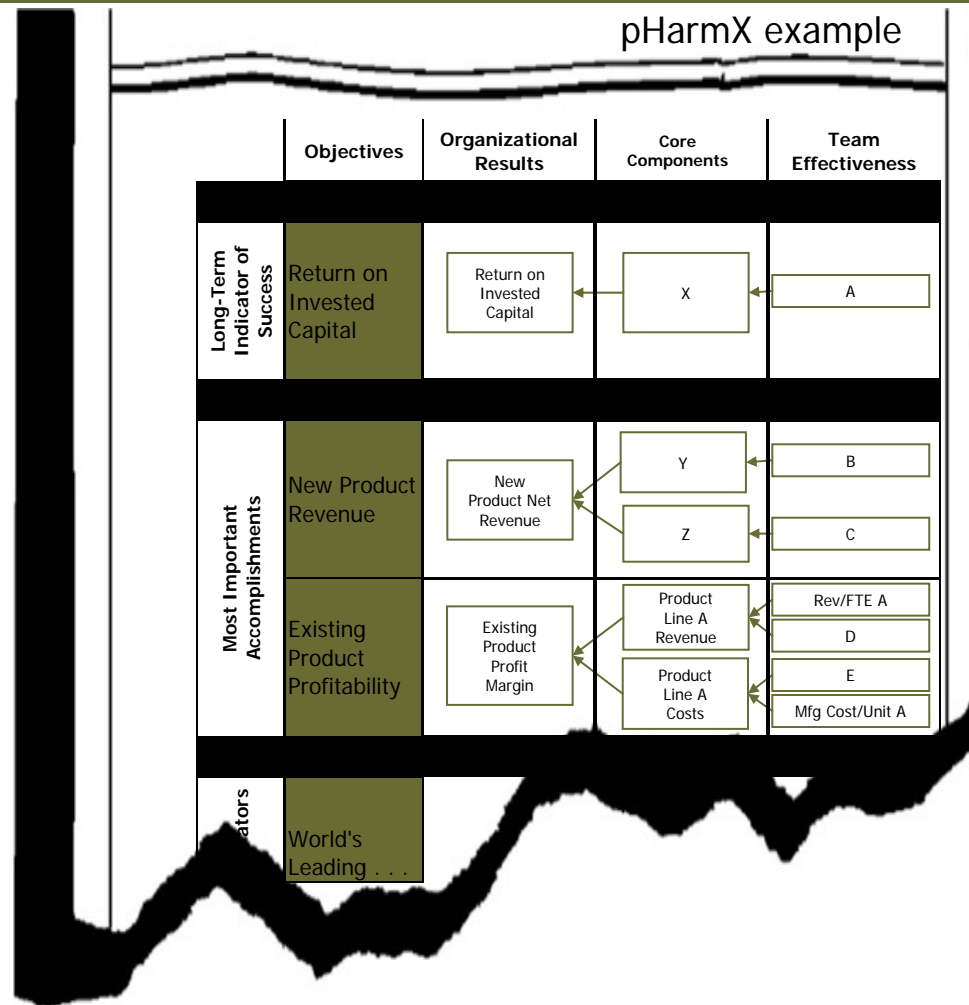 pHarmX example
Objectives
Organizational
Results
Core
Components
Team
Effectiveness
Long-Term
Indicator of
Success
Return on
Invested
Capital
Return on
Invested
Capital
X
A
Most Important
Accomplishments
New Product
Revenue
New
Product Net
Revenue
Y
B
Z
C
Existing
Product
Profitability
Existing
Product
Profit
Margin
Product
Line A
Revenue
Rev/FTE A
D
Product
Line A
Costs
E
Mfg Cost/Unit A
World's
Leading . . .